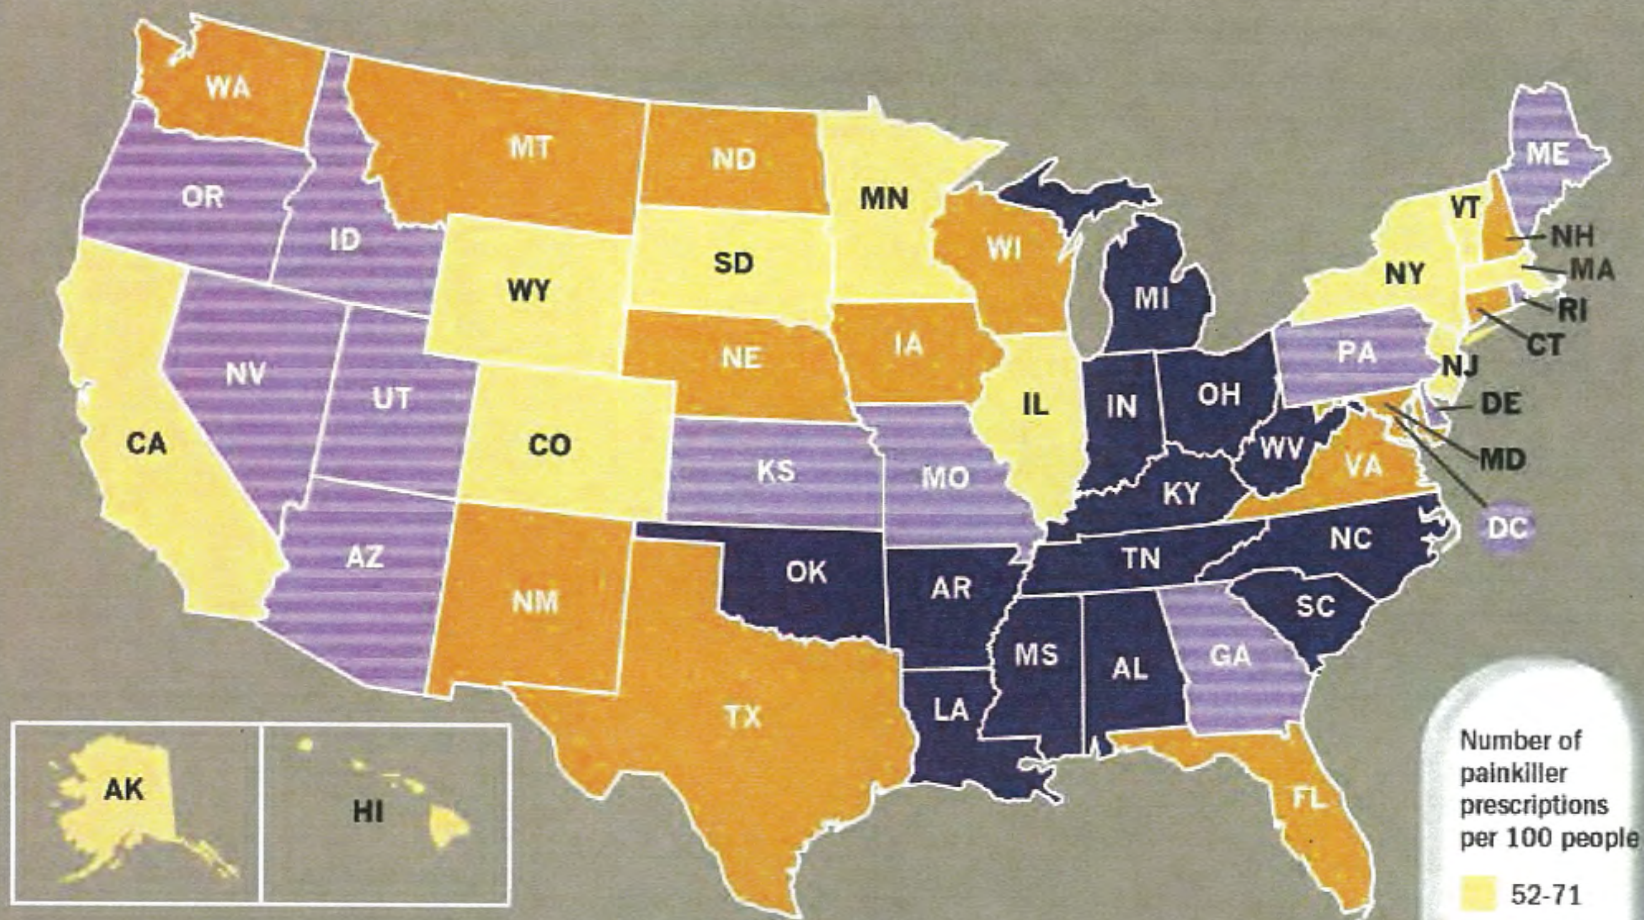 WA
MT
ND
MN
ME
OR
ID
WY
SD
WI
VT
NH
NY
MA
MI
RI
CT
NV
UT
NE
IA
PA
NJ
CA
CO
IL
IN
OH
DE
WV
MD
KS
MO
VA
KY
DC
AZ
NM
OK
AR
TN
NC
SC
TX
MS
AL
GA
LA
AK
HI
FL
Number of
painkiller
prescriptions
per 100 people
52-71